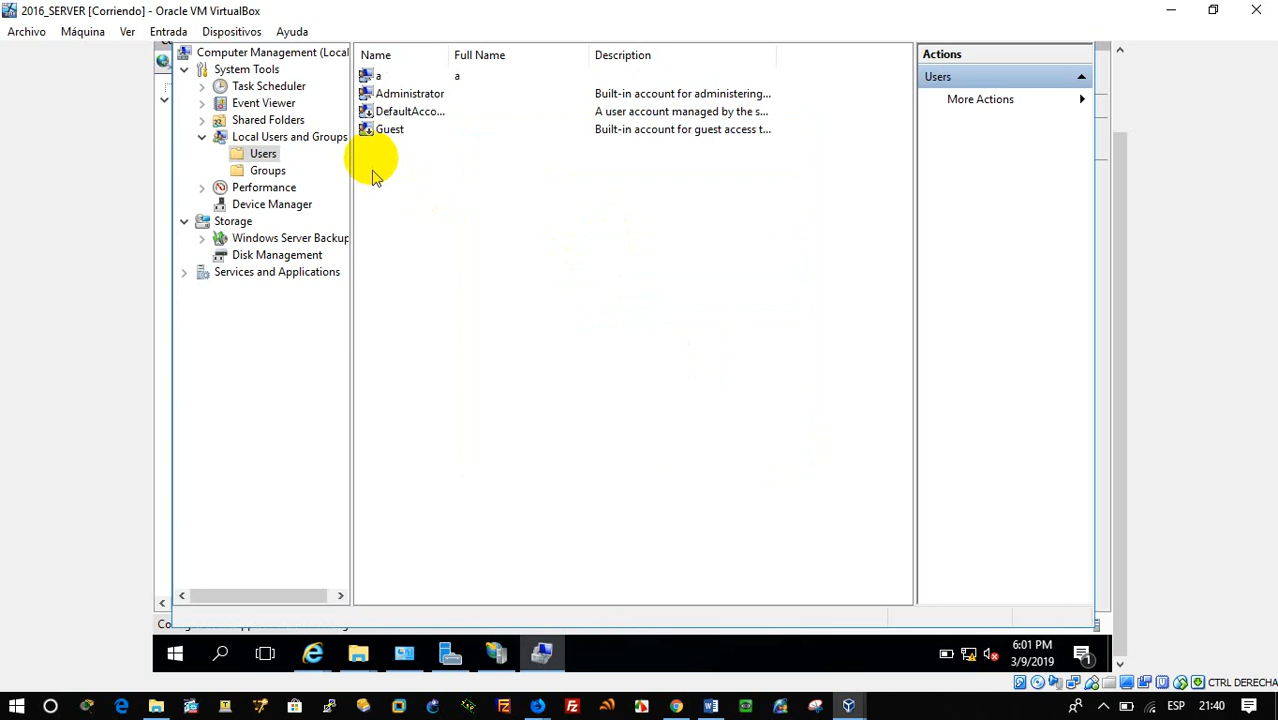 2016_SERVER [Corriendo] - Oracle VM VirtualBox
Archivo Máquina Ver Entrada Dispositivos Ayuda
Computer Management (Local
System Tools
Task Scheduler
Event Viewer
Shared Folders
Local Users and Groups
Users
Groups
Performance
Device Manager
Storage
Windows Server Backup
Disk Management
Services and Applications
Name Full Name Description
a a
Administrator Built-in account for administering...
DefaultAcco... A user account managed by the s...
Guest Built-in account for guest access t...
Actions
Users
More Actions
6:01 PM
3/9/2019
1
CTRL DERECHA
ESP 21:40